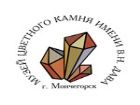 МУЗЕЙ ЦВЕТНОГО КАМНЯ ИМЕНИ В.Н. ДАВА
г. Мончегорск